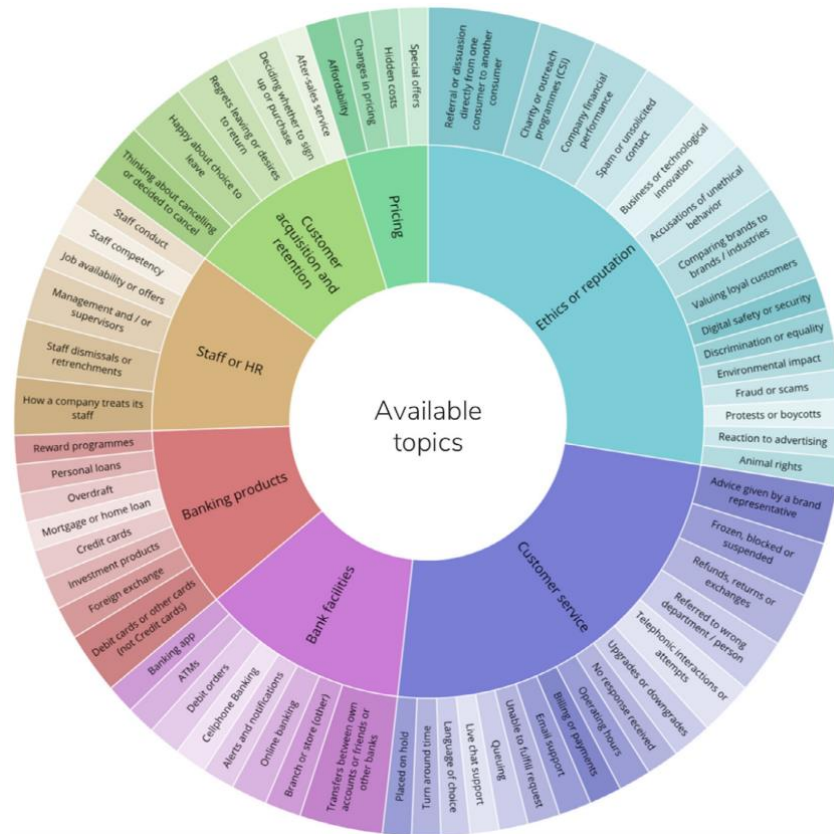 Available
topics
Ethics or reputation
Referral or dissuasion
directly from one
consumer to another
consumer
Charity or outreach
programmes (CSI)
Company financial
performance
Spam or unsolicited
contact
Business or technological
innovation
Accusations of unethical
behavior
Comparing brands to
brands / industries
Valuing loyal customers
Digital safety or security
Discrimination or equality
Environmental impact
Fraud or scams
Protests or boycotts
Reaction to advertising
Animal rights
Customer service
Advice given by a brand
representative
Frozen, blocked or
suspended
Refunds, returns or
exchanges
Referred to wrong
department / person
Telephonic interactions or
attempts
Upgrades or downgrades
No response received
Operating hours
Billing or payments
Email support
Unable to fulfill request
Queuing
Live chat support
Language of choice
Turn around time
Placed on hold
Bank facilities
Transfers between own
accounts or friends or
other banks
Branch or store (other)
Online banking
Alerts and notifications
Cellphone Banking
Debit orders
ATMs
Banking app
Banking products
Debit cards or other cards
(not Credit cards)
Foreign exchange
Investment products
Credit cards
Mortgage or home loan
Overdraft
Personal loans
Reward programmes
Staff or HR
How a company treats its
staff
Staff dismissals or
retrenchments
Management and / or
supervisors
Job availability or offers
Staff competency
Staff conduct
Customer
acquisition and
retention
Thinking about cancelling
or decided to cancel
Happy about choice to
leave
Regrets leaving or desires
to return
Deciding whether to sign
up or purchase
After-sales service
Pricing
Affordability
Changes in pricing
Hidden costs
Special offers